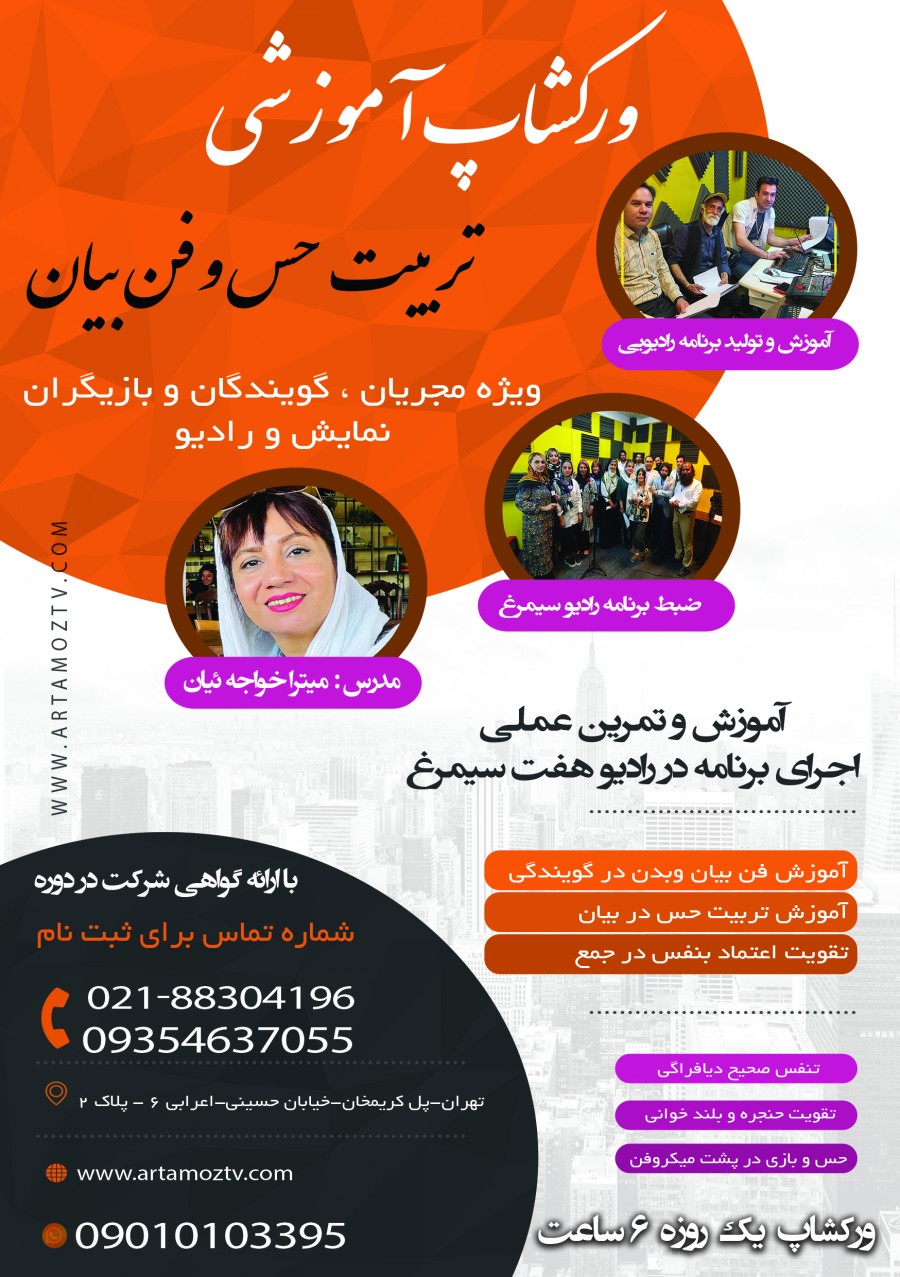 ورکشاپ آموزشی
تربیت حس و فن بیان
ویژه مجریان ، گویندگان و بازیگران
نمایش و رادیو
آموزش و تولید برنامه رادیویی
ضبط برنامه رادیو سیمرغ
مدرس : میترا خواجه ئیان
WWW.ARTAMOZTV.COM
آموزش و تمرین عملی
اجرای برنامه در رادیو هفت سیمرغ
آموزش فن بیان وبدن در گویندگی
آموزش تربیت حس در بیان
تقویت اعتماد بنفس در جمع
تنفس صحیح دیافراگی
تقویت حنجره و بلند خوانی
حس و بازی در پشت میکروفن
ورکشاپ یک روزه ۶ ساعت
با ارائه گواهی شرکت در دوره
شماره تماس برای ثبت نام
021-88304196
09354637055
تهران-پل کریمخان-خیابان حسینی-اعرابی ۶ - پلاک ۲
www.artamoztv.com
09010103395